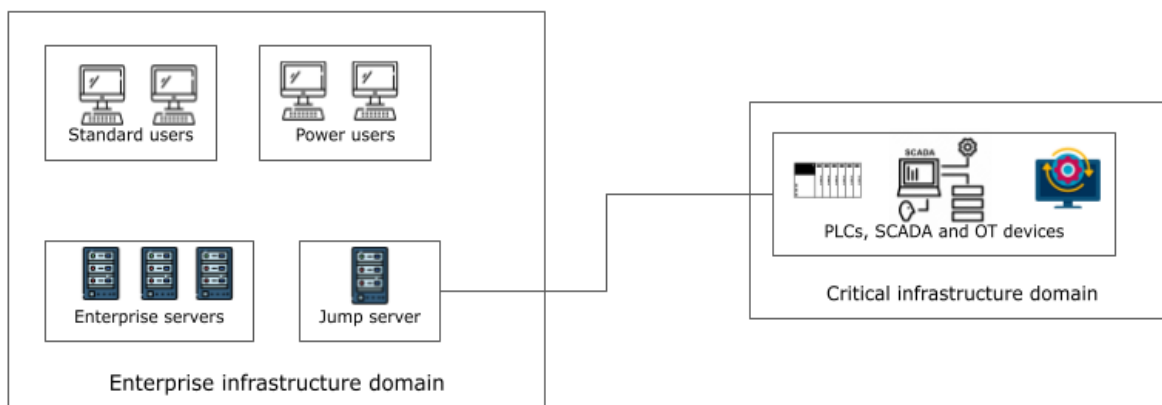 Standard users
Power users
SCADA
PLCs, SCADA and OT devices
Enterprise servers
Jump server
Critical infrastructure domain
Enterprise infrastructure domain